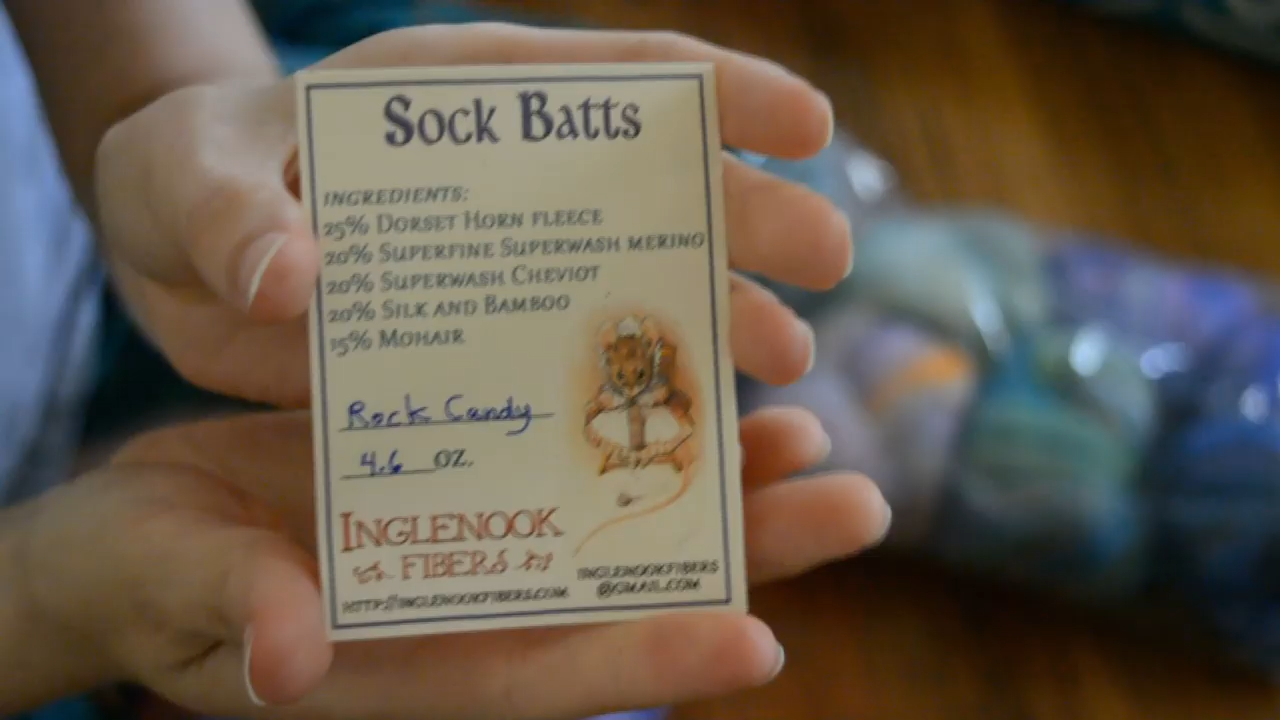 Sock Batts
INGREDIENTS:
25% DORSET HORN FLEECE
20% SUPERFINE SUPERWASH MERINO
20% SUPERWASH CHEVIOT
20% SILK AND BAMBOO
15% MOHAIR
Rock Candy
4.6 OZ.
INGLENOOK
FIBERS
HTTP://INGLENOOKFIBERS.COM
INGLENOOKFIBERS
@GMAIL.COM